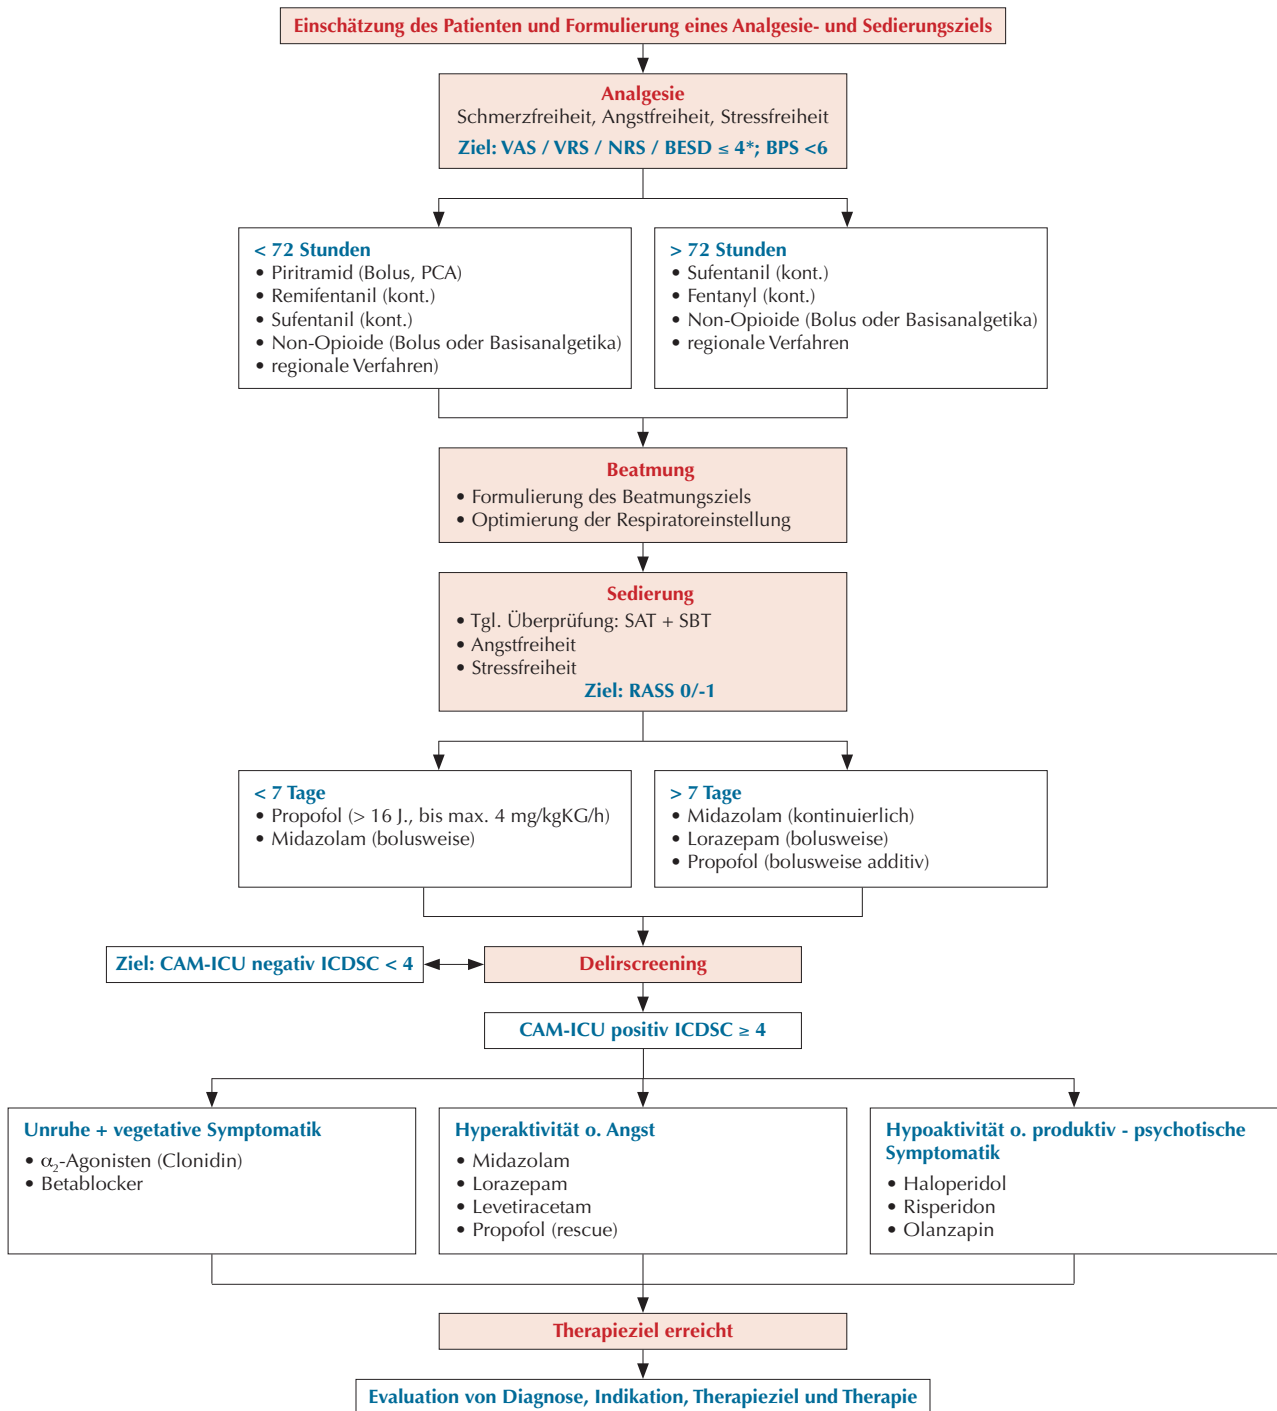 Einschätzung des Patienten und Formulierung eines Analgesie- und Sedierungsziels
Analgesie
Schmerzfreiheit, Angstfreiheit, Stressfreiheit
Ziel: VAS / VRS / NRS / BESD ≤ 4*; BPS <6
< 72 Stunden
• Piritramid (Bolus, PCA)
• Remifentanil (kont.)
• Sufentanil (kont.)
• Non-Opioide (Bolus oder Basisanalgetika)
• regionale Verfahren)
> 72 Stunden
• Sufentanil (kont.)
• Fentanyl (kont.)
• Non-Opioide (Bolus oder Basisanalgetika)
• regionale Verfahren
Beatmung
• Formulierung des Beatmungsziels
• Optimierung der Respiratoreinstellung
Sedierung
• Tgl. Überprüfung: SAT + SBT
• Angstfreiheit
• Stressfreiheit
Ziel: RASS 0/-1
< 7 Tage
• Propofol (> 16 J., bis max. 4 mg/kgKG/h)
• Midazolam (bolusweise)
> 7 Tage
• Midazolam (kontinuierlich)
• Lorazepam (bolusweise)
• Propofol (bolusweise additiv)
Ziel: CAM-ICU negativ ICDSC < 4
Delirscreening
CAM-ICU positiv ICDSC ≥ 4
Unruhe + vegetative Symptomatik
• α₂-Agonisten (Clonidin)
• Betablocker
Hyperaktivität o. Angst
• Midazolam
• Lorazepam
• Levetiracetam
• Propofol (rescue)
Hypoaktivität o. produktiv - psychotische
Symptomatik
• Haloperidol
• Risperidon
• Olanzapin
Therapieziel erreicht
Evaluation von Diagnose, Indikation, Therapieziel und Therapie